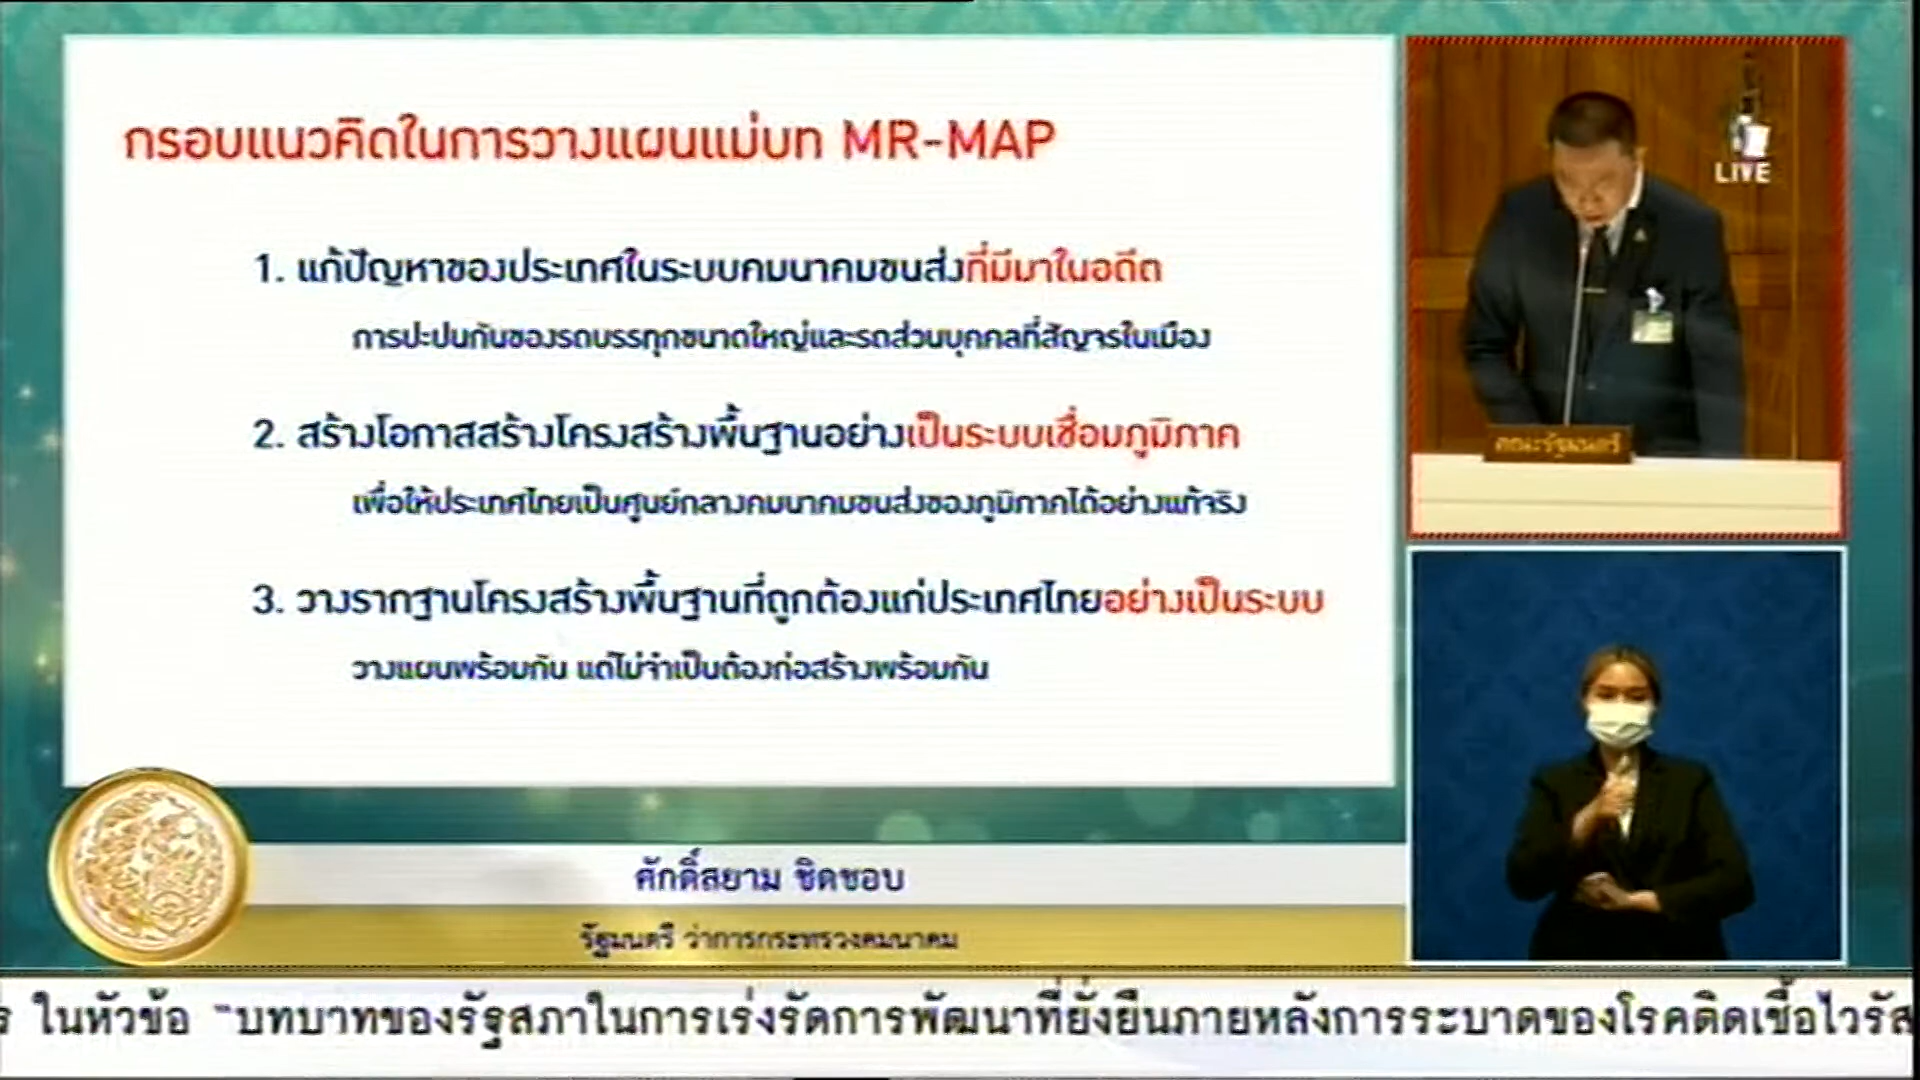 กรอบแนวคิดในการวางแผนแม่บท MR-MAP
1. แก้ปัญหาของประเทศในระบบคมนาคมขนส่งที่มีมาในอดีต
การปะปนกันของรถบรรทุกขนาดใหญ่และรถส่วนบุคคลที่สัญจรในเมือง
2. สร้างโอกาสสร้างโครงสร้างพื้นฐานอย่างเป็นระบบเชื่อมภูมิภาค
เพื่อให้ประเทศไทยเป็นศูนย์กลางคมนาคมขนส่งของภูมิภาคได้อย่างแท้จริง
3. วางรากฐานโครงสร้างพื้นฐานที่ถูกต้องแก่ประเทศไทยอย่างเป็นระบบ
วางแผนพร้อมกัน แต่ไม่จำเป็นต้องก่อสร้างพร้อมกัน
LIVE
คณะรัฐมนตรี
ศักดิ์สยาม ชิดชอบ
รัฐมนตรี ว่าการกระทรวงคมนาคม
ร ในหัวข้อ "บทบาทของรัฐสภาในการเร่งรัดการพัฒนาที่ยั่งยืนภายหลังการระบาดของโรคติดเชื้อไวรัส